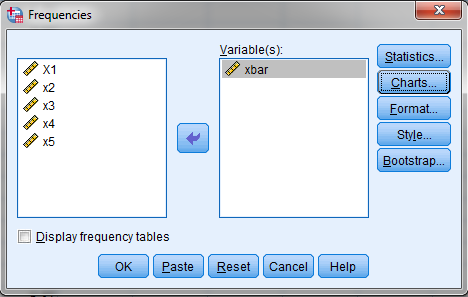 Frequencies
Variable(s):
X1
x2
x3
x4
x5
xbar
Statistics...
Charts...
Format...
Style...
Bootstrap...
Display frequency tables
OK Paste Reset Cancel Help